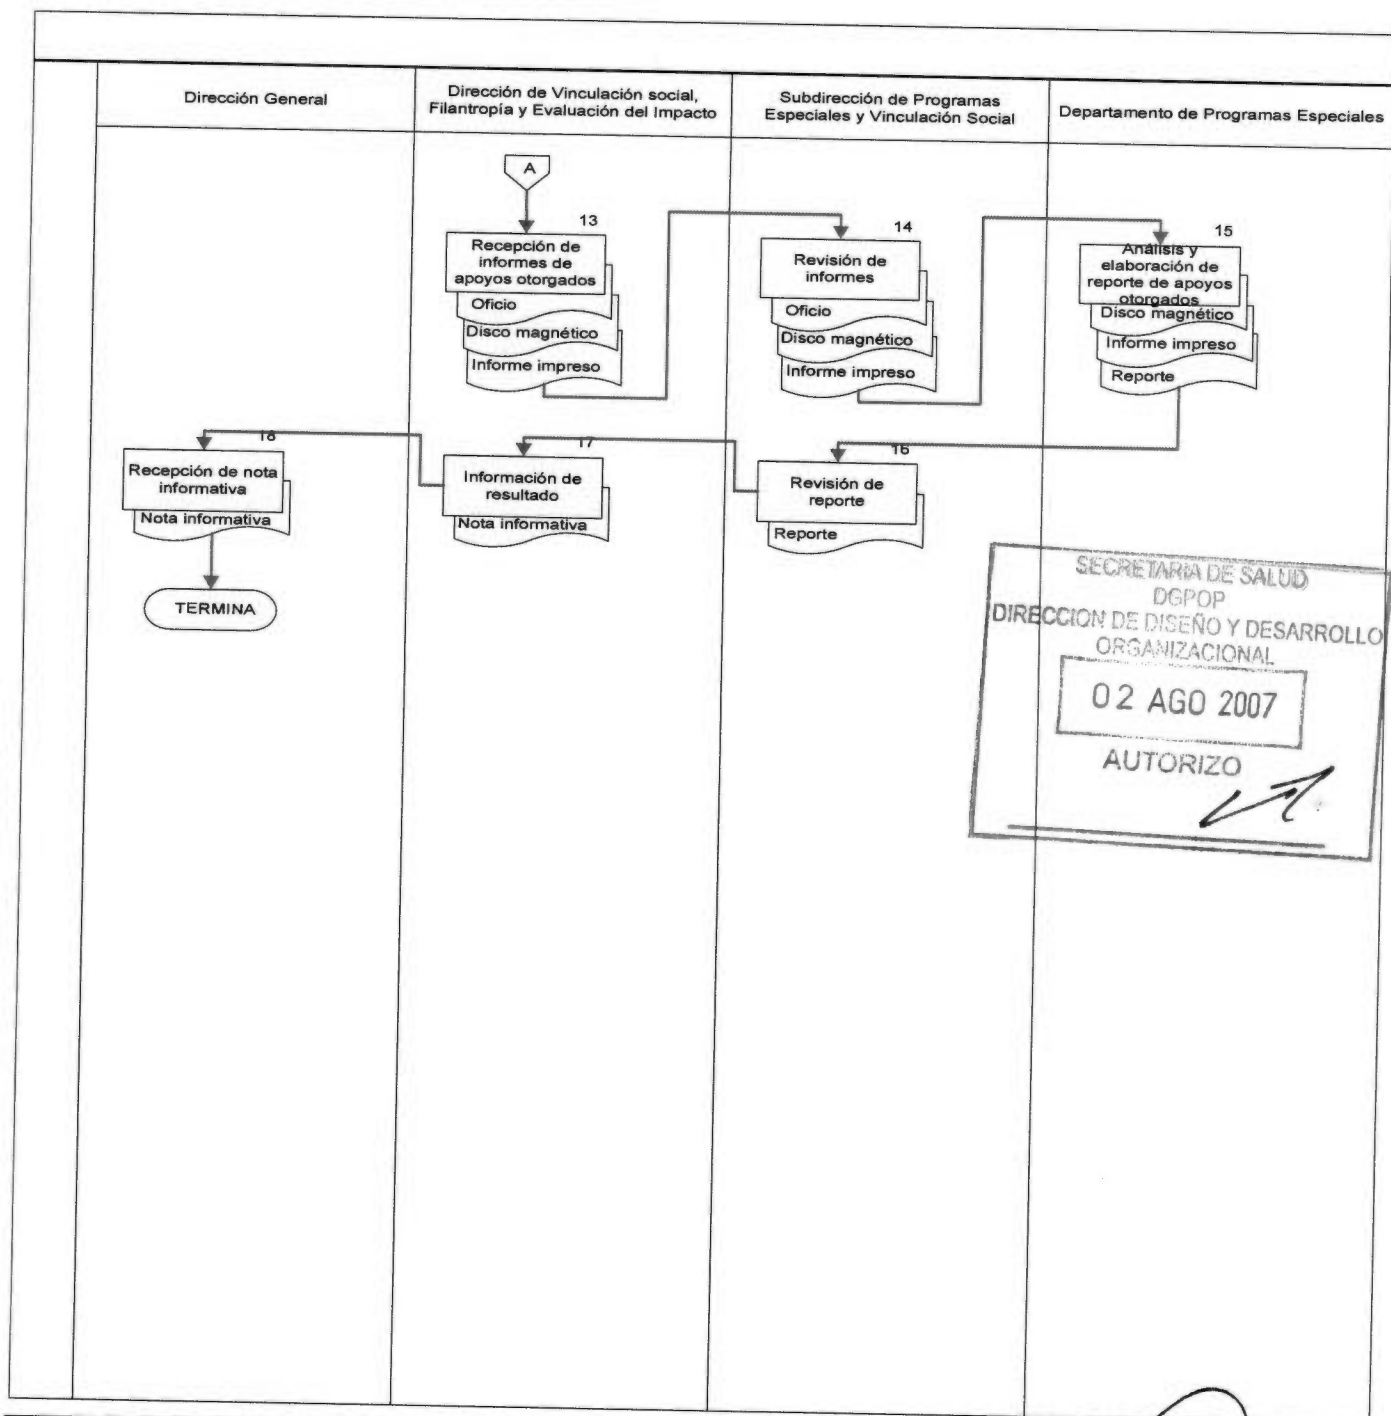 Dirección General
Dirección de Vinculación social,
Filantropía y Evaluación del Impacto
Subdirección de Programas
Especiales y Vinculación Social
Departamento de Programas Especiales
A
13
Recepción de
informes de
apoyos otorgados
Oficio
Disco magnético
Informe impreso
14
Revisión de
informes
Oficio
Disco magnético
Informe impreso
15
Análisis y
elaboración de
reporte de apoyos
otorgados
Disco magnético
Informe impreso
Reporte
18
Recepción de nota
informativa
Nota informativa
TERMINA
17
Información de
resultado
Nota informativa
16
Revisión de
reporte
Reporte
SECRETARIA DE SALUD
DGPOP
DIRECCION DE DISEÑO Y DESARROLLO
ORGANIZACIONAL
02 AGO 2007
AUTORIZO